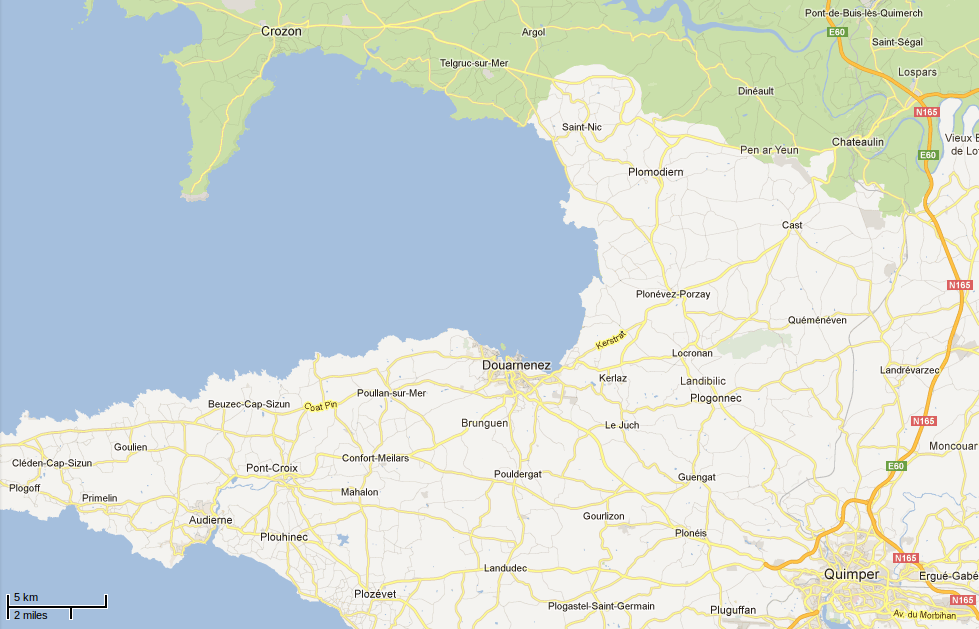 Pont-de-Buis-lès-Quimerch
Crozon
Argol
E60
Saint-Ségal
Telgruc-sur-Mer
Lospars
Dinéault
N165
Saint-Nic
Vieux B
Chateaulin
de Lo
Pen ar Yeun
E60
Plomodiern
Cast
N165
Plonévez-Porzay
Quéménéven
Kerstrat
Locronan
Douarnenez
Landrévarzec
Kerlaz
Landibilic
Poullan-sur-Mer
Plogonnec
Beuzec-Cap-Sizun
Coat Pin
N165
Brunguen
Le Juch
Goulien
Moncouar
Confort-Meilars
Cléden-Cap-Sizun
E60
Pont-Croix
Pouldergat
Guengat
Plogoff
Mahalon
Primelin
Gourlizon
Audierne
Plonéis
Plouhinec
N165
Landudec
Quimper
Ergué-Gabé
Plozévet
5 km
N165
Plogastel-Saint-Germain
Pluguffan
2 miles
Av. du Morbihan